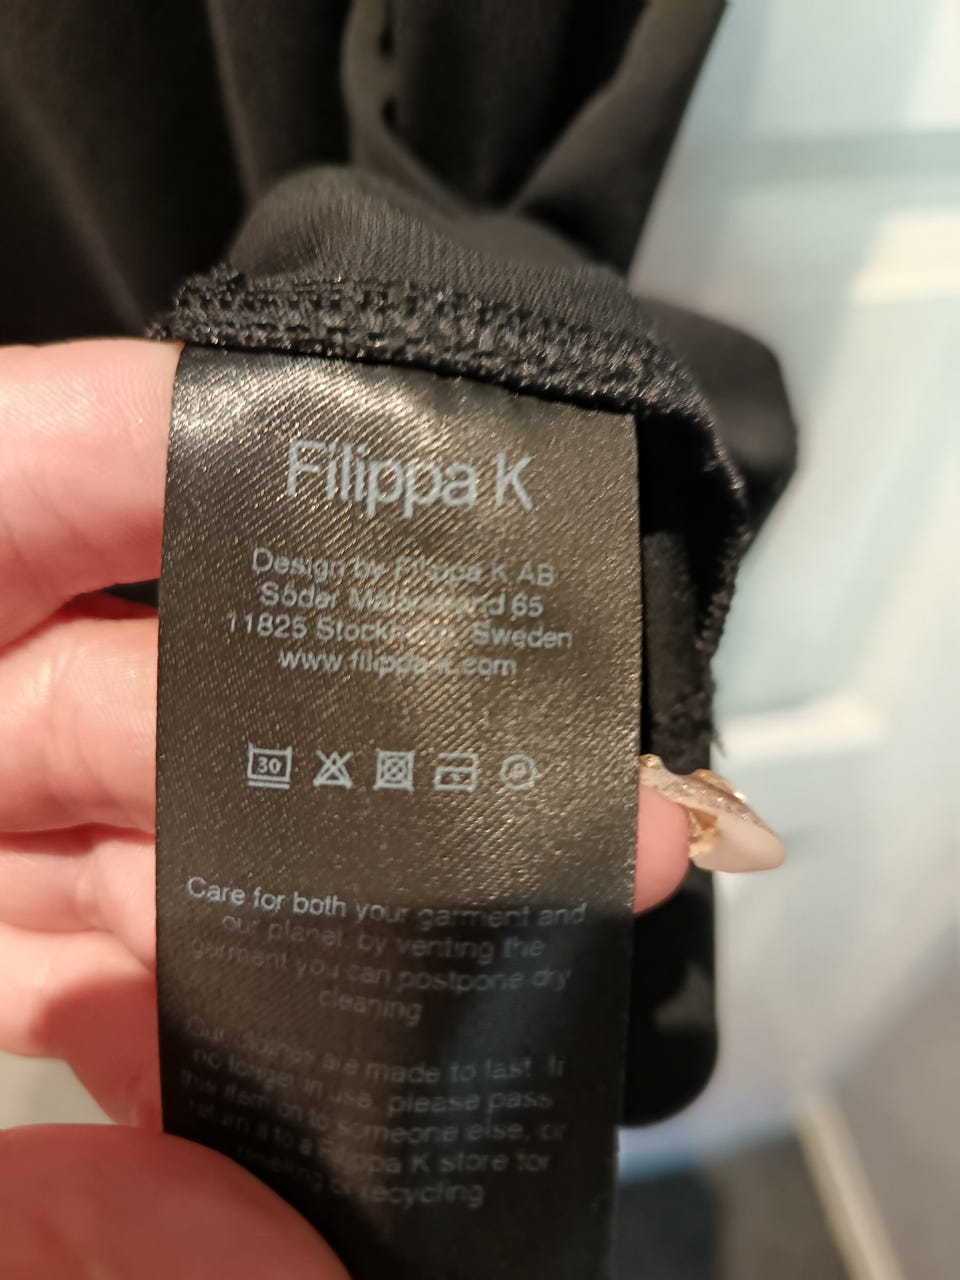 Filippa K
Design by Filippa K AB
Söder Mälarstrand 65
11825 Stockholm, Sweden
www.filippa-k.com
30
P
Care for both your garment and
our planet, by venting the
garment you can postpone dry
cleaning
Our clothes are made to last. If
no longer in use, please pass
this item on to someone else, or
return it to a Filippa K store for
reselling or recycling